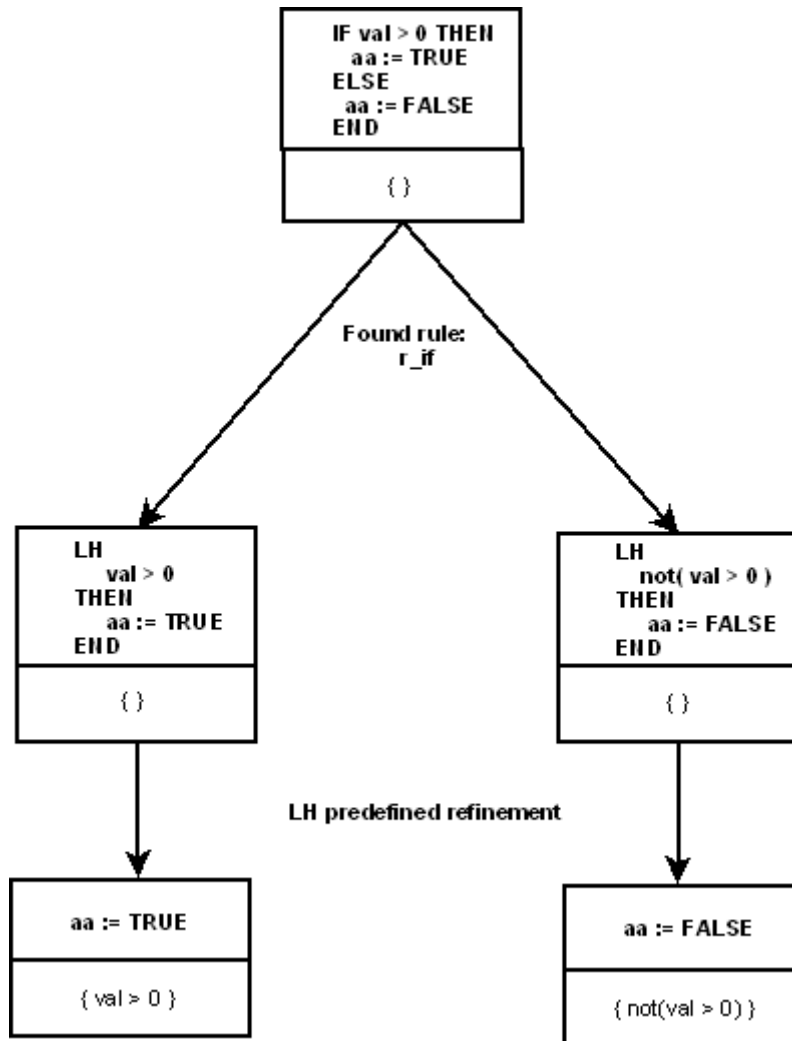 IF val > 0 THEN
aa := TRUE
ELSE
aa := FALSE
END
{ }
Found rule:
r_if
LH
val > 0
THEN
aa := TRUE
END
{ }
LH
not( val > 0 )
THEN
aa := FALSE
END
{ }
LH predefined refinement
aa := TRUE
{ val > 0 }
aa := FALSE
{ not(val > 0) }